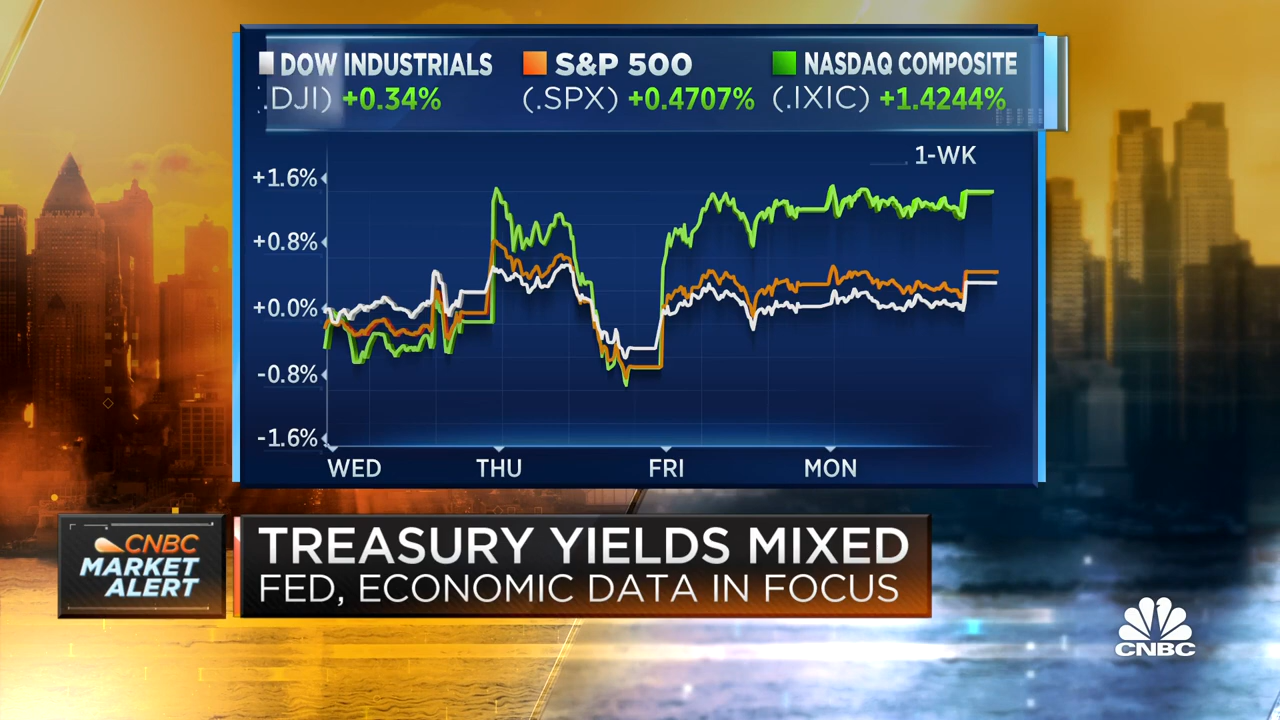 DOW INDUSTRIALS
S&P 500
NASDAQ COMPOSITE
.DJI) +0.34%
(.SPX) +0.4707%
(.IXIC) +1.4244%
1-WK
+1.6%
+0.8%
+0.0%
-0.8%
-1.6%
WED THU FRI MON
CNBC
MARKET
ALERT
TREASURY YIELDS MIXED
FED, ECONOMIC DATA IN FOCUS
CNBC